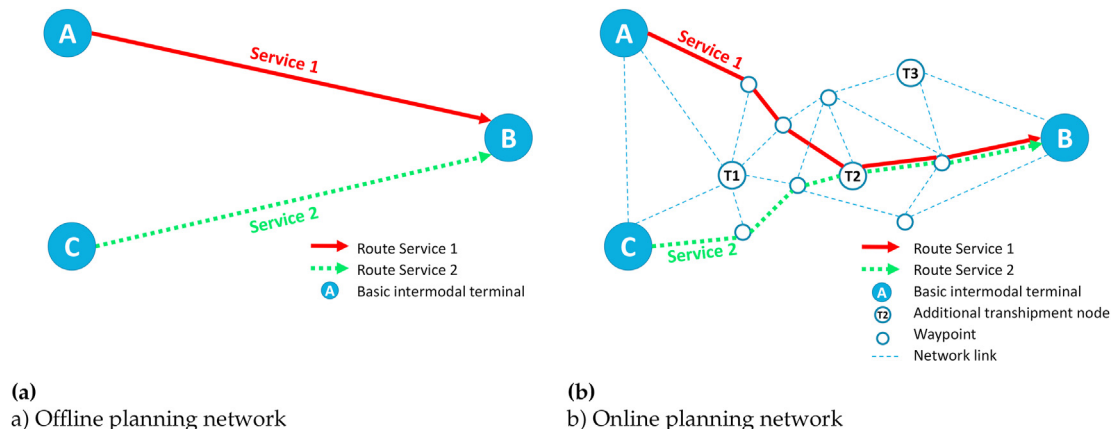 A
Service 1
B
Service 2
C
Route Service 1
Route Service 2
A
Basic intermodal terminal
(a)
a) Offline planning network
A
Service 1
T3
B
T1
T2
C
Service 2
Route Service 1
Route Service 2
A
Basic intermodal terminal
T2
Additional transhipment node
Waypoint
Network link
(b)
b) Online planning network